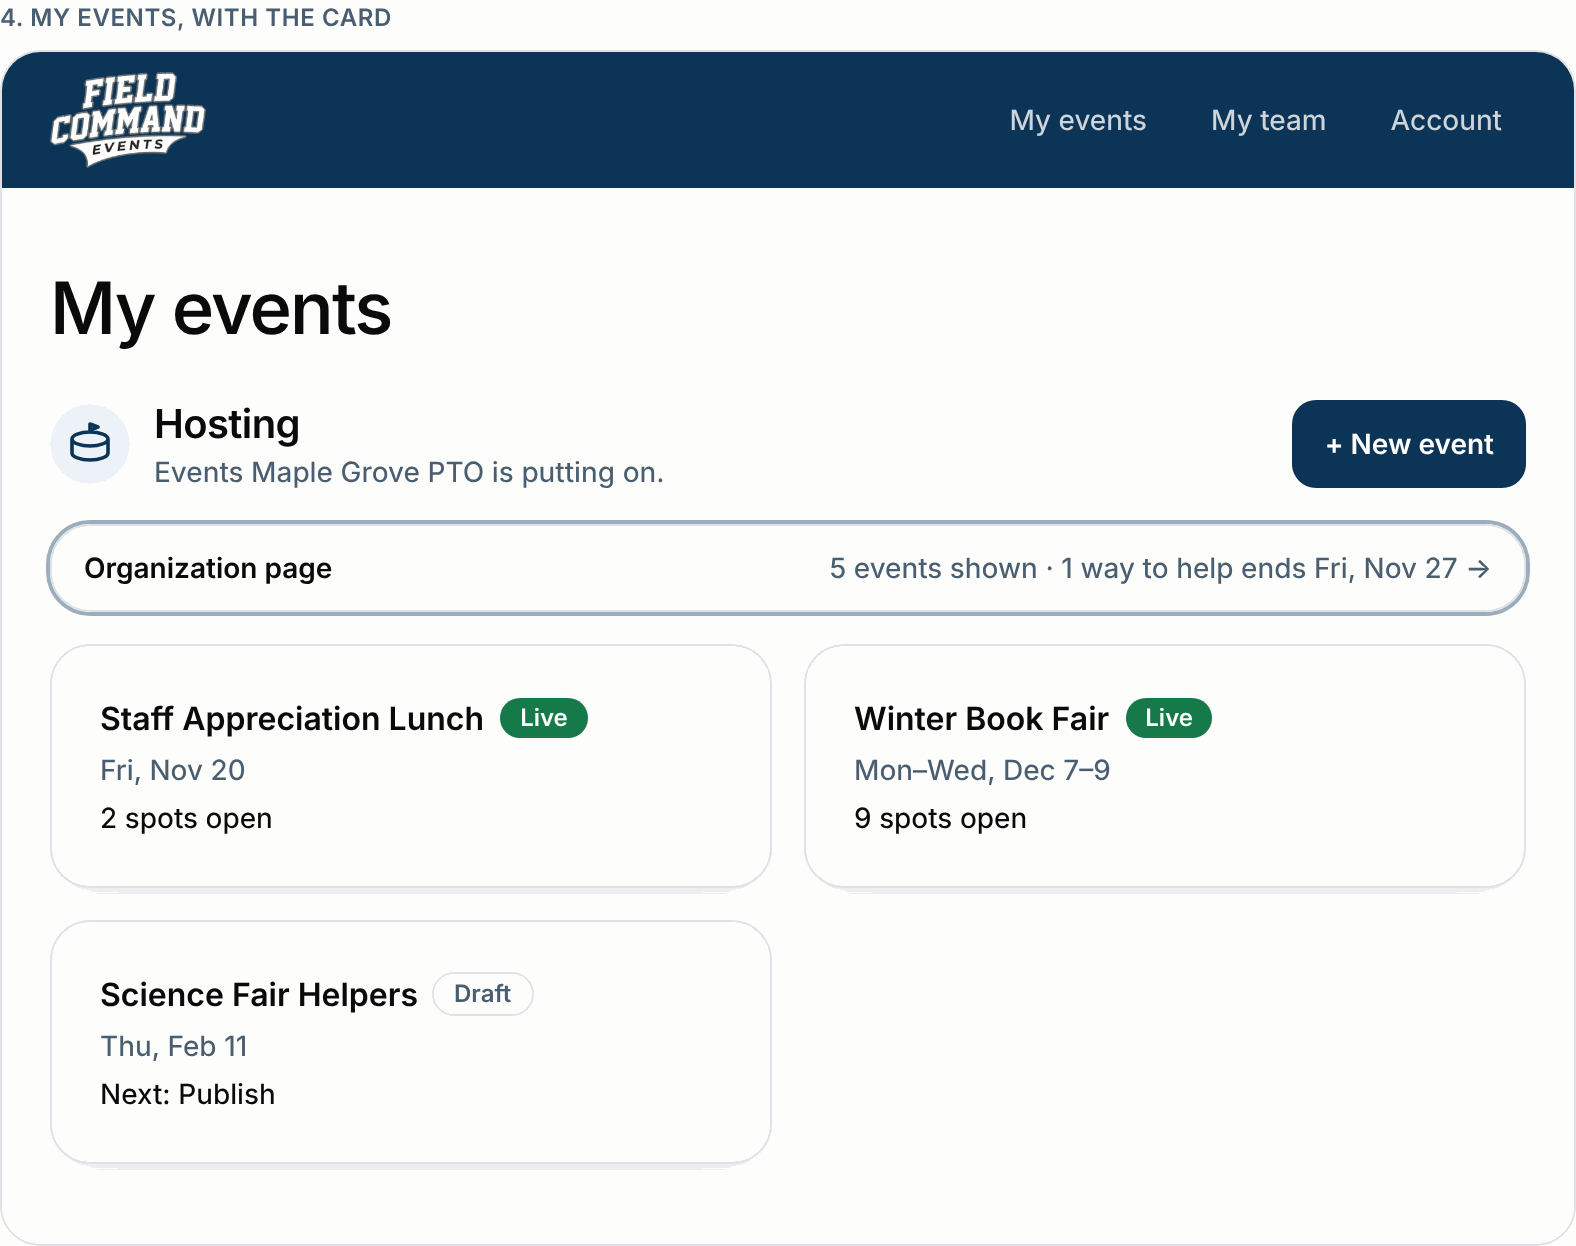 4. MY EVENTS, WITH THE CARD
FIELD
COMMAND
EVENTS
My events
My team
Account
My events
Hosting
Events Maple Grove PTO is putting on.
+ New event
Organization page
5 events shown · 1 way to help ends Fri, Nov 27 →
Staff Appreciation Lunch
Live
Fri, Nov 20
2 spots open
Winter Book Fair
Live
Mon–Wed, Dec 7–9
9 spots open
Science Fair Helpers
Draft
Thu, Feb 11
Next: Publish